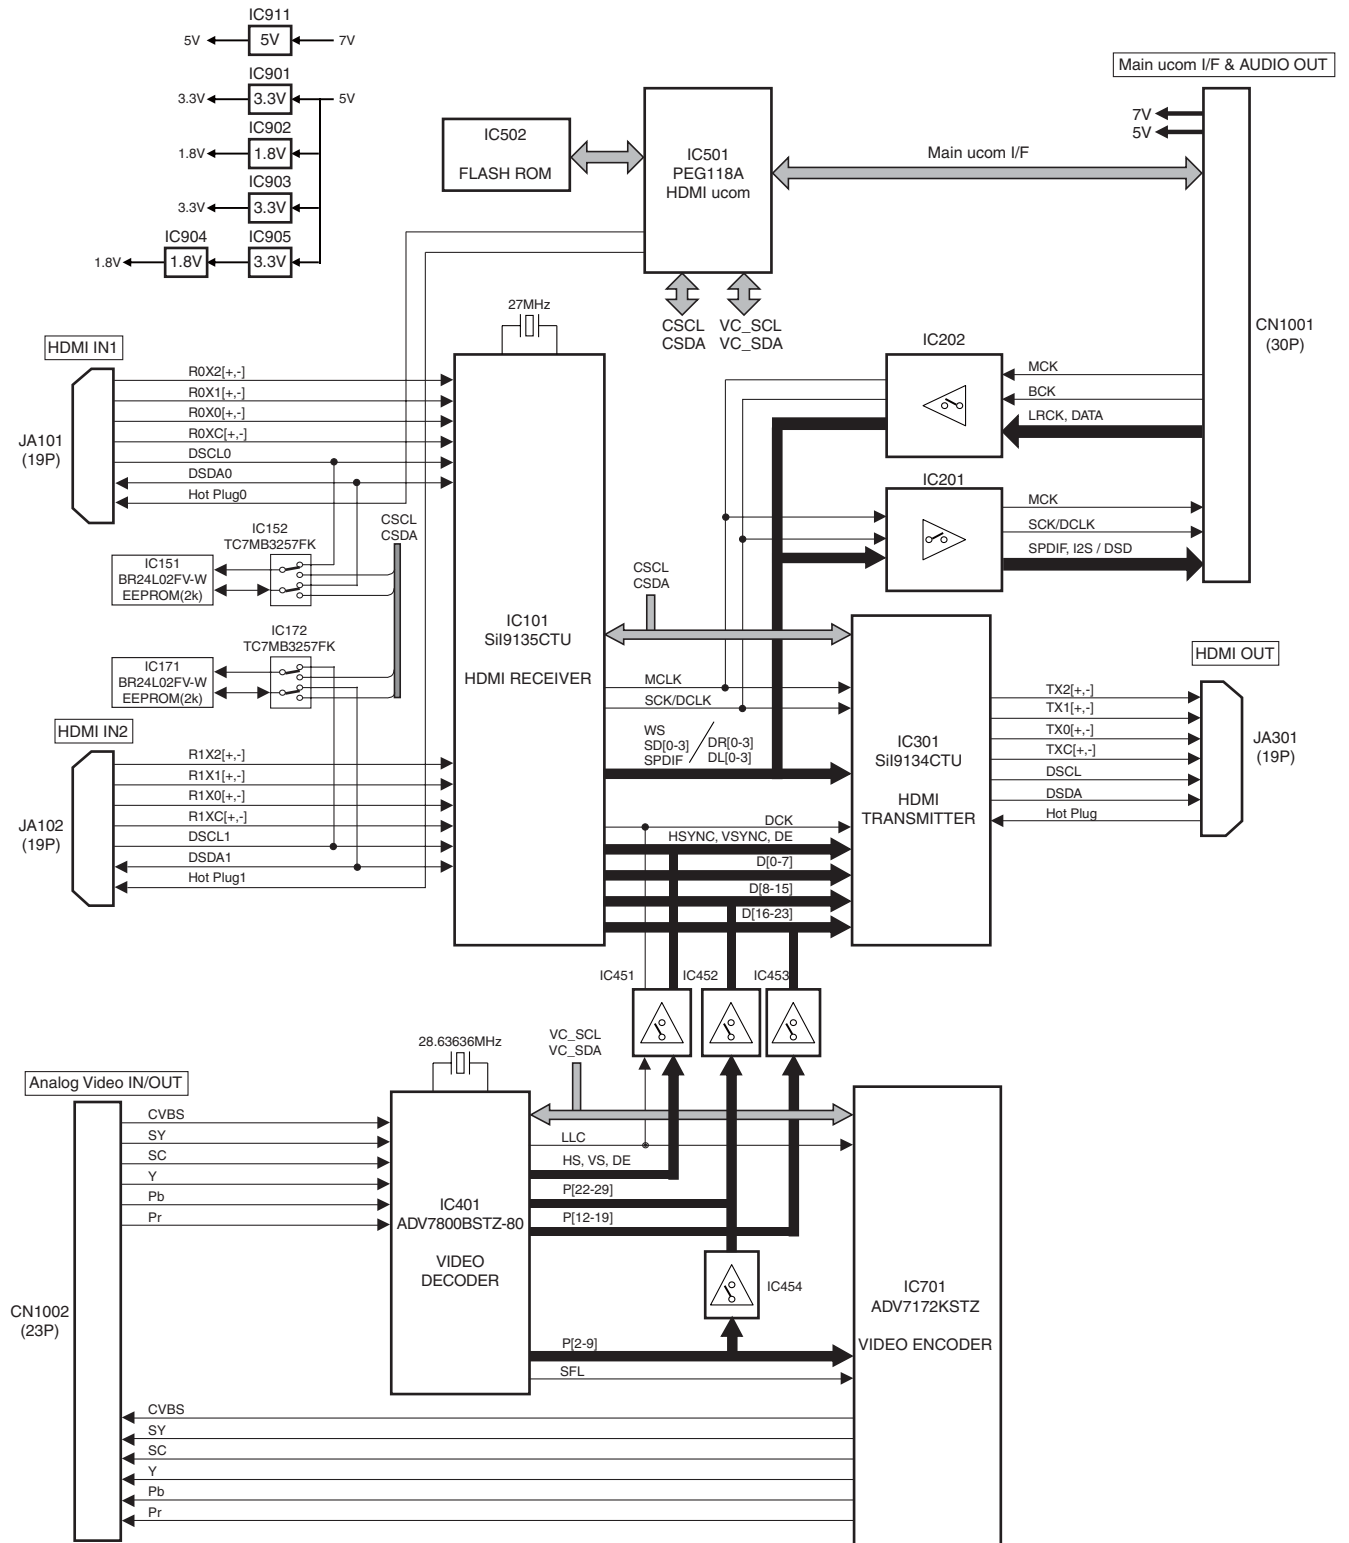 IC911
5V
5V
7V
IC901
3.3V
3.3V
5V
IC902
1.8V
1.8V
IC903
3.3V
3.3V
IC904
IC905
1.8V
1.8V
3.3V
IC502
FLASH ROM
IC501
PEG118A
HDMI ucom
Main ucom I/F
Main ucom I/F & AUDIO OUT
7V
5V
CN1001
(30P)
CSCL
CSDA
VC_SCL
VC_SDA
27MHz
HDMI IN1
JA101
(19P)
R0X2[+,-]
R0X1[+,-]
R0X0[+,-]
R0XC[+,-]
DSCL0
DSDA0
Hot Plug0
IC202
MCK
BCK
LRCK, DATA
IC201
MCK
SCK/DCLK
SPDIF, I2S / DSD
IC152
TC7MB3257FK
CSCL
CSDA
IC151
BR24L02FV-W
EEPROM(2k)
IC172
TC7MB3257FK
IC171
BR24L02FV-W
EEPROM(2k)
IC101
SiI9135CTU
HDMI RECEIVER
CSCL
CSDA
MCLK
SCK/DCLK
WS
SD[0-3]
SPDIF
DR[0-3]
DL[0-3]
DCK
HSYNC, VSYNC, DE
D[0-7]
D[8-15]
D[16-23]
IC301
SiI9134CTU
HDMI
TRANSMITTER
HDMI OUT
TX2[+,-]
TX1[+,-]
TX0[+,-]
TXC[+,-]
DSCL
DSDA
Hot Plug
JA301
(19P)
HDMI IN2
JA102
(19P)
R1X2[+,-]
R1X1[+,-]
R1X0[+,-]
R1XC[+,-]
DSCL1
DSDA1
Hot Plug1
IC451
IC452
IC453
28.63636MHz
VC_SCL
VC_SDA
Analog Video IN/OUT
CVBS
SY
SC
Y
Pb
Pr
IC401
ADV7800BSTZ-80
VIDEO
DECODER
LLC
HS, VS, DE
P[22-29]
P[12-19]
IC454
P[2-9]
SFL
IC701
ADV7172KSTZ
VIDEO ENCODER
CN1002
(23P)
CVBS
SY
SC
Y
Pb
Pr